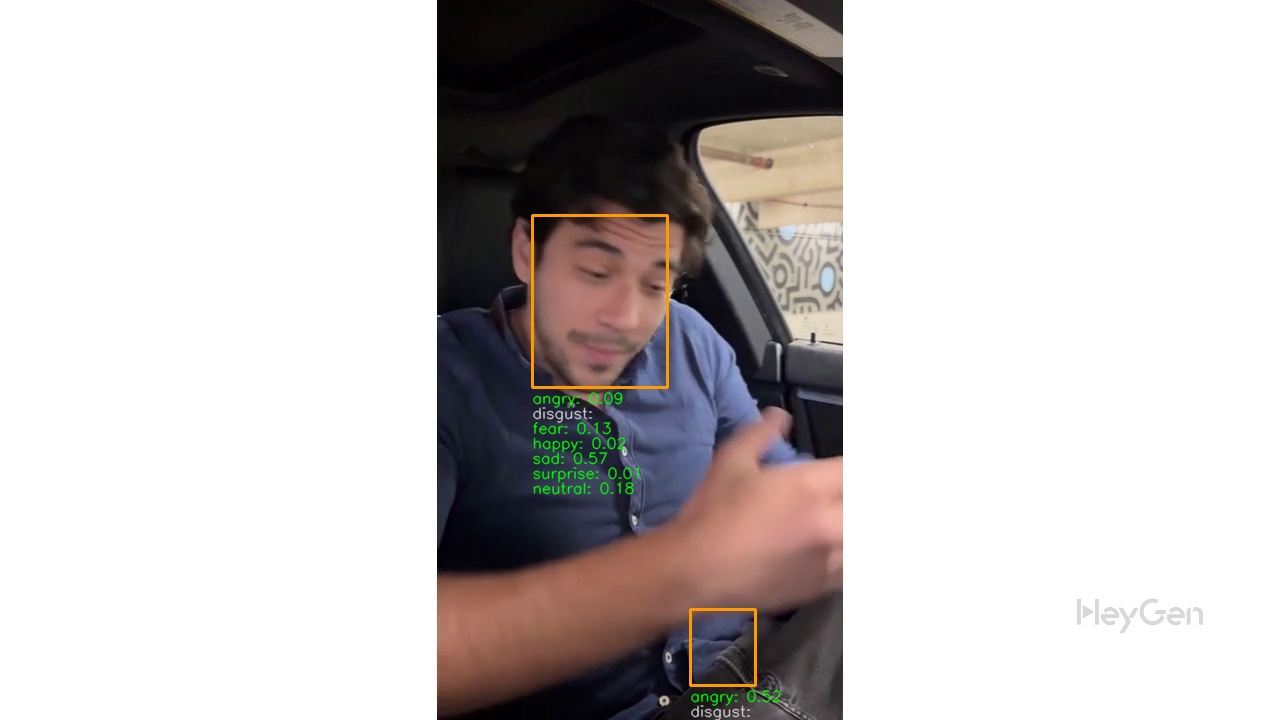 angry: 0.09
disgust:
fear: 0.13
happy: 0.02
sad: 0.57
surprise: 0.01
neutral: 0.18
HeyGen
angry: 0.52
disgust: